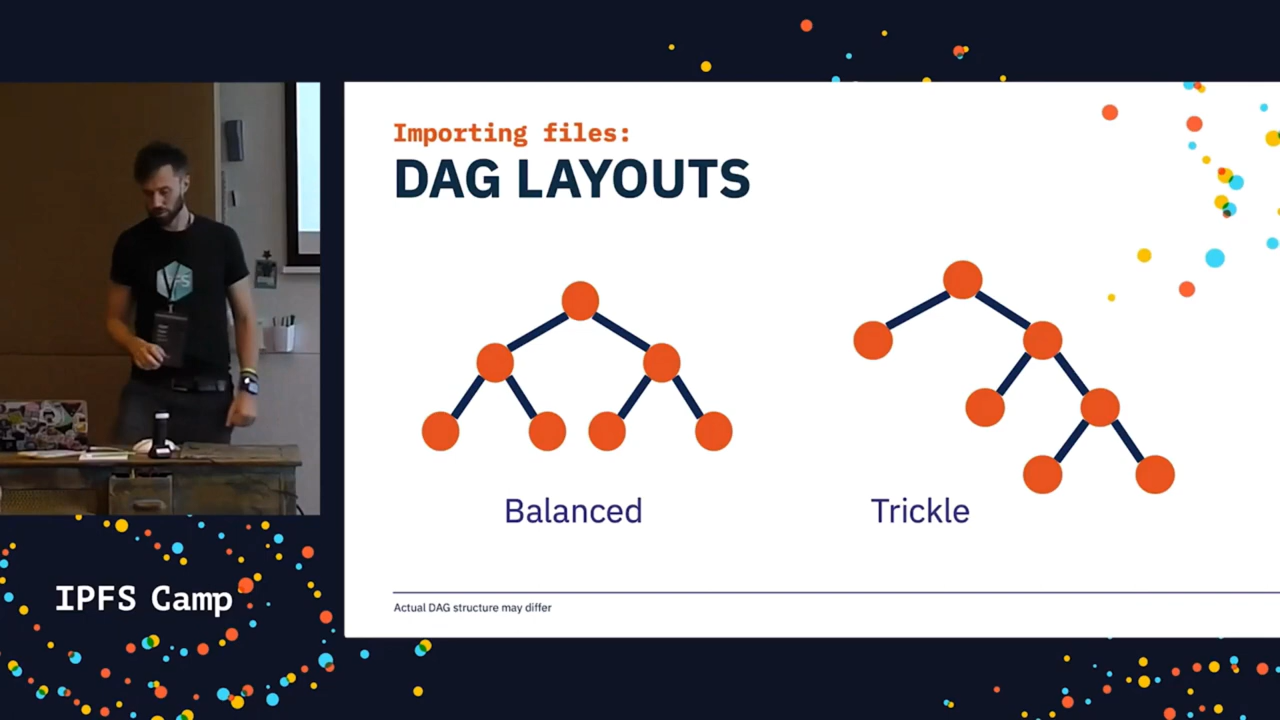 Importing files:
DAG LAYOUTS
Balanced
Trickle
Actual DAG structure may differ
IPFS Camp